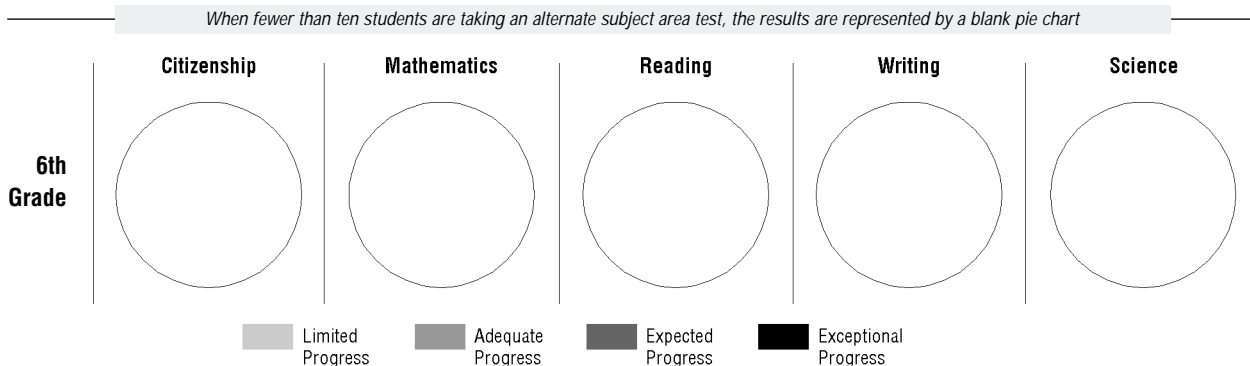 When fewer than ten students are taking an alternate subject area test, the results are represented by a blank pie chart
Citizenship Mathematics Reading Writing Science
6th
Grade
Limited
Progress
Adequate
Progress
Expected
Progress
Exceptional
Progress